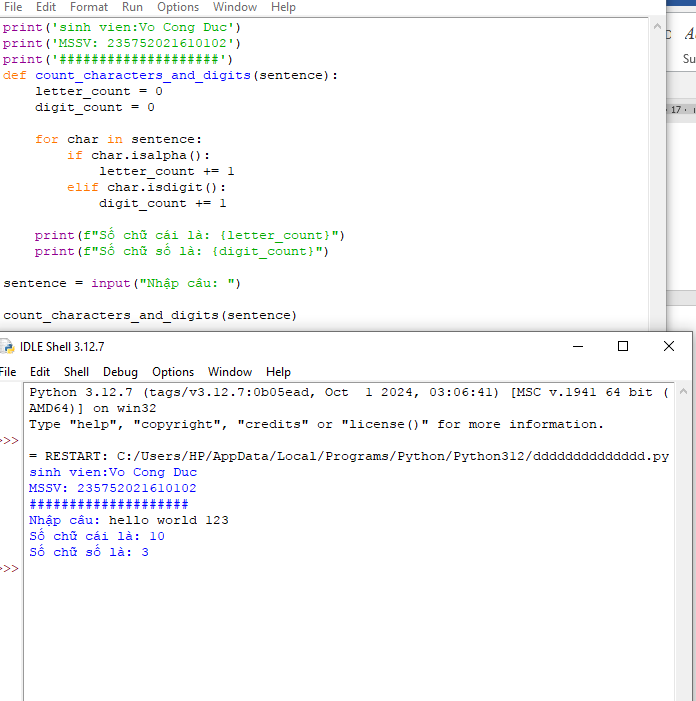 File Edit Format Run Options Window Help
print('sinh vien:Vo Cong Duc')
print('MSSV: 235752021610102')
print('####################')
def count_characters_and_digits(sentence):
    letter_count = 0
    digit_count = 0
    for char in sentence:
        if char.isalpha():
            letter_count += 1
        elif char.isdigit():
            digit_count += 1
    print(f"Số chữ cái là: {letter_count}")
    print(f"Số chữ số là: {digit_count}")
sentence = input("Nhập câu: ")
count_characters_and_digits(sentence)
17
IDLE Shell 3.12.7
File Edit Shell Debug Options Window Help
Python 3.12.7 (tags/v3.12.7:0b05ead, Oct  1 2024, 03:06:41) [MSC v.1941 64 bit (
AMD64)] on win32
Type "help", "copyright", "credits" or "license()" for more information.
>>>
= RESTART: C:/Users/HP/AppData/Local/Programs/Python/Python312/dddddddddddddd.py
sinh vien:Vo Cong Duc
MSSV: 235752021610102
####################
Nhập câu: hello world 123
Số chữ cái là: 10
Số chữ số là: 3
>>>